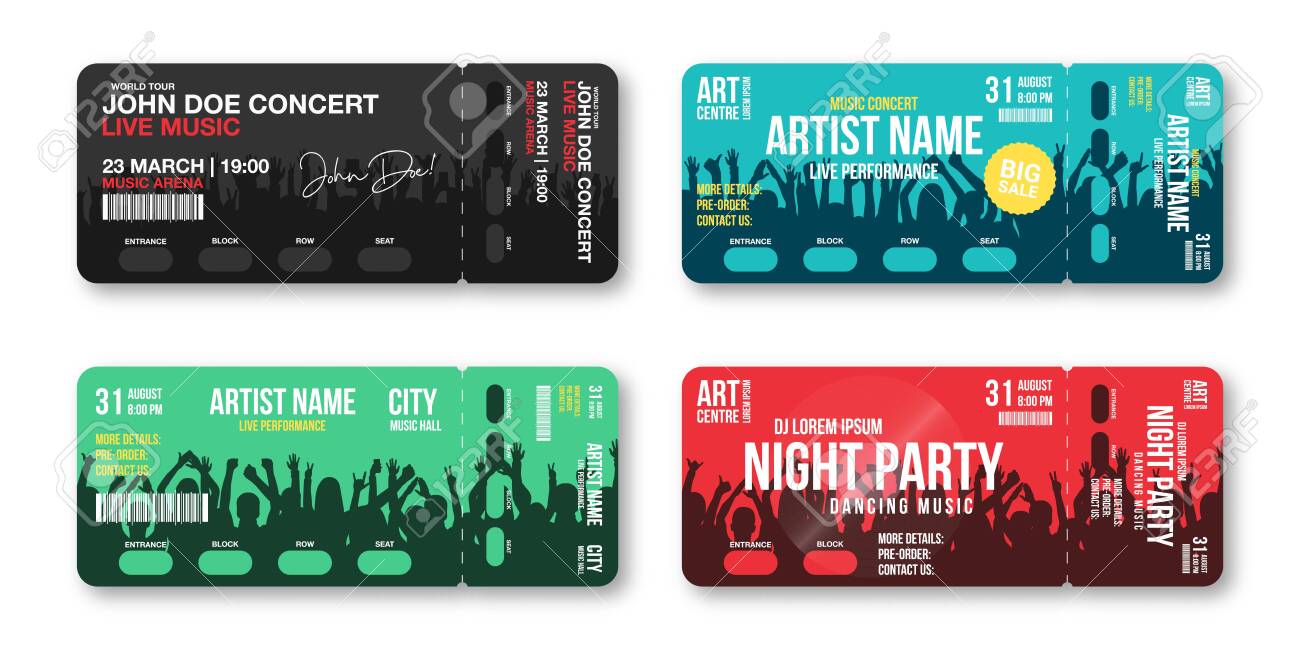 WORLD TOUR
JOHN DOE CONCERT
LIVE MUSIC
23 MARCH | 19:00
MUSIC ARENA
John Doe!
ENTRANCE BLOCK ROW SEAT
ENTRANCE
ROW
BLOCK
SEAT
WORLD TOUR
JOHN DOE CONCERT
LIVE MUSIC
23 MARCH | 19:00
MUSIC ARENA
ART
CENTRE
LOREM IPSUM
MUSIC CONCERT
ARTIST NAME
LIVE PERFORMANCE
31 AUGUST
8:00 PM
BIG
SALE
MORE DETAILS:
PRE-ORDER:
CONTACT US:
ENTRANCE BLOCK ROW SEAT
ENTRANCE
ROW
BLOCK
SEAT
MORE DETAILS:
PRE-ORDER:
CONTACT US:
ART
CENTRE
LOREM IPSUM
MUSIC CONCERT
ARTIST NAME
LIVE PERFORMANCE
31 AUGUST
8:00 PM
31 AUGUST
8:00 PM
ARTIST NAME
LIVE PERFORMANCE
CITY
MUSIC HALL
MORE DETAILS:
PRE-ORDER:
CONTACT US:
ENTRANCE BLOCK ROW SEAT
ENTRANCE
ROW
BLOCK
SEAT
MORE DETAILS:
PRE-ORDER:
CONTACT US:
31 AUGUST
8:00 PM
ARTIST NAME
LIVE PERFORMANCE
CITY
MUSIC HALL
ART
CENTRE
LOREM IPSUM
31 AUGUST
8:00 PM
DJ LOREM IPSUM
NIGHT PARTY
DANCING MUSIC
ENTRANCE BLOCK
MORE DETAILS:
PRE-ORDER:
CONTACT US:
ENTRANCE
ROW
MORE DETAILS:
PRE-ORDER:
CONTACT US:
ART
CENTRE
LOREM IPSUM
DJ LOREM IPSUM
NIGHT PARTY
DANCING MUSIC
31 AUGUST
8:00 PM
123RF